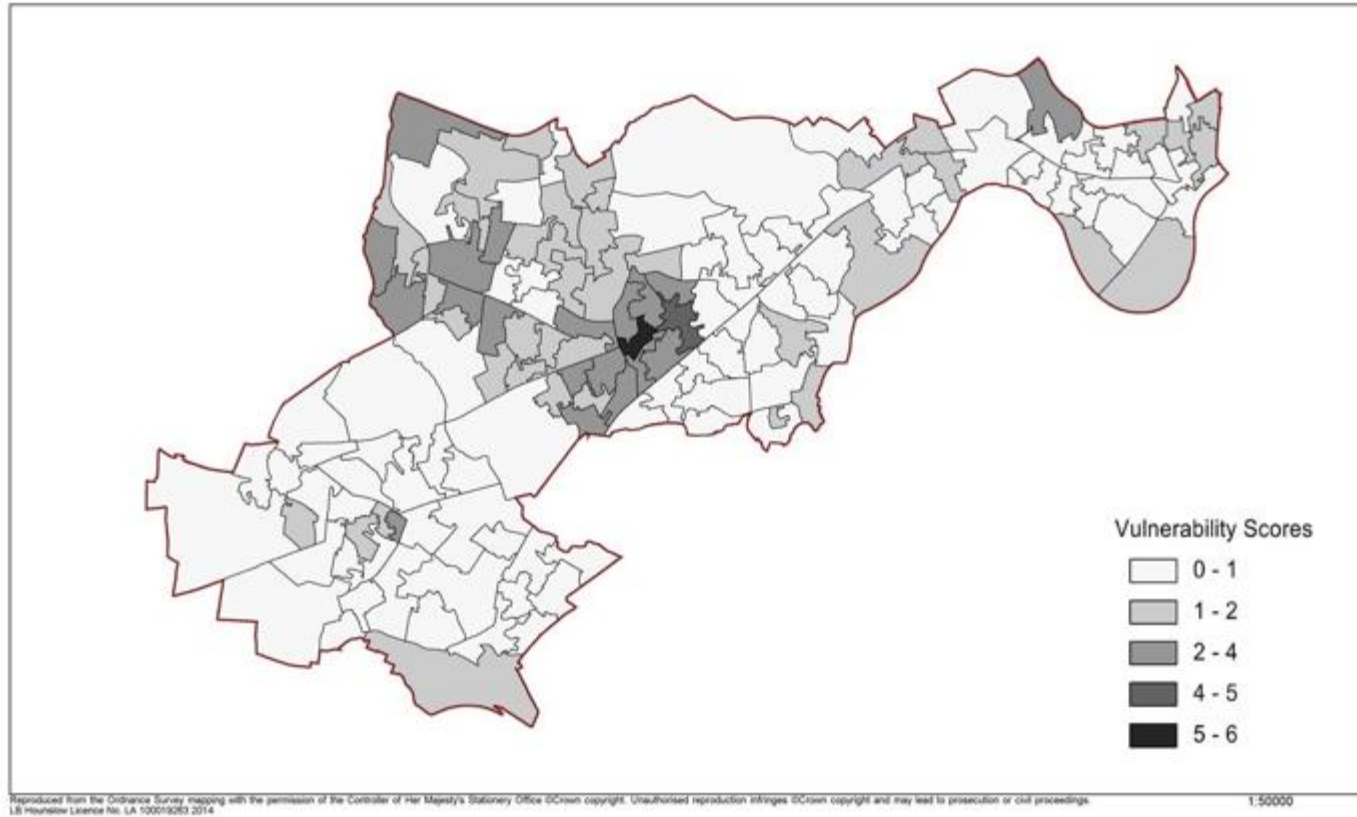 Vulnerability Scores
0 - 1
1 - 2
2 - 4
4 - 5
5 - 6
Reproduced from the Ordnance Survey mapping with the permission of the Controller of Her Majesty's Stationery Office ©Crown copyright. Unauthorised reproduction infringes ©Crown copyright and may lead to prosecution or civil proceedings. 1:50000
LB Hounslow Licence No. LA 100019263 2014